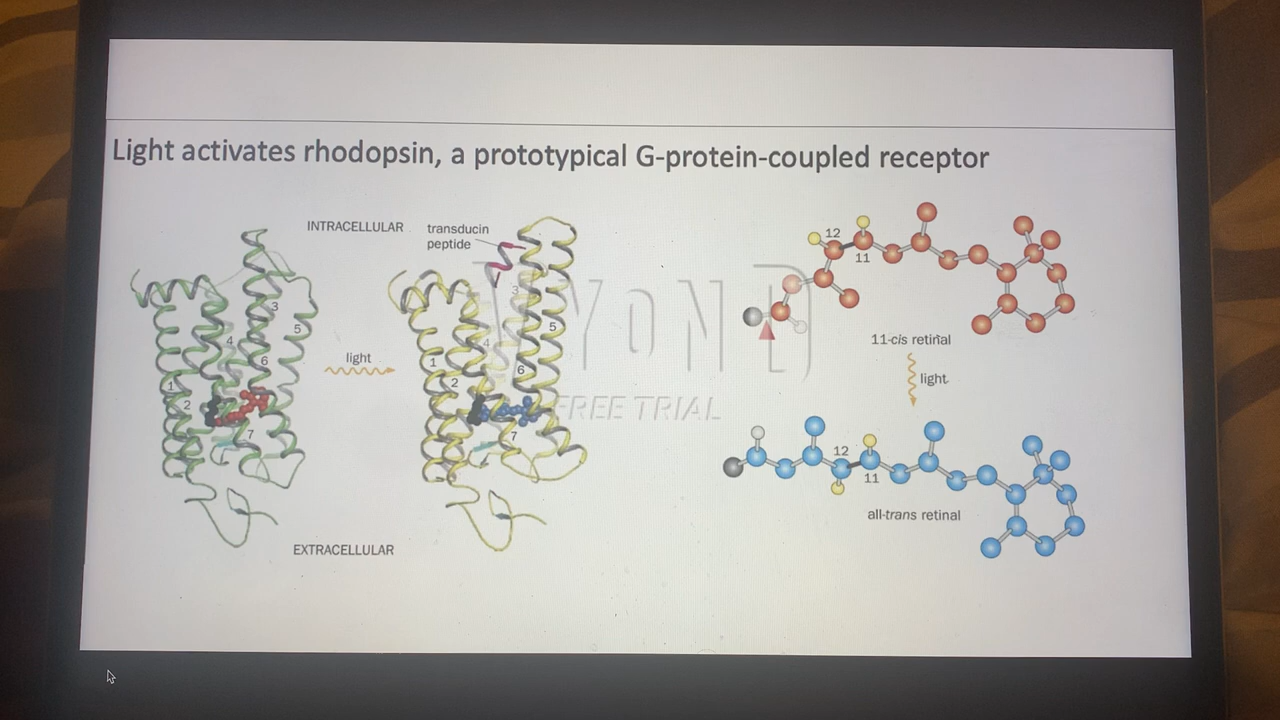 Light activates rhodopsin, a prototypical G-protein-coupled receptor
INTRACELLULAR
transducin
peptide
1
2
3
4
5
6
7
light
1
2
3
4
5
6
7
EXTRACELLULAR
12
11
11-cis retinal
light
12
11
all-trans retinal
FREE TRIAL